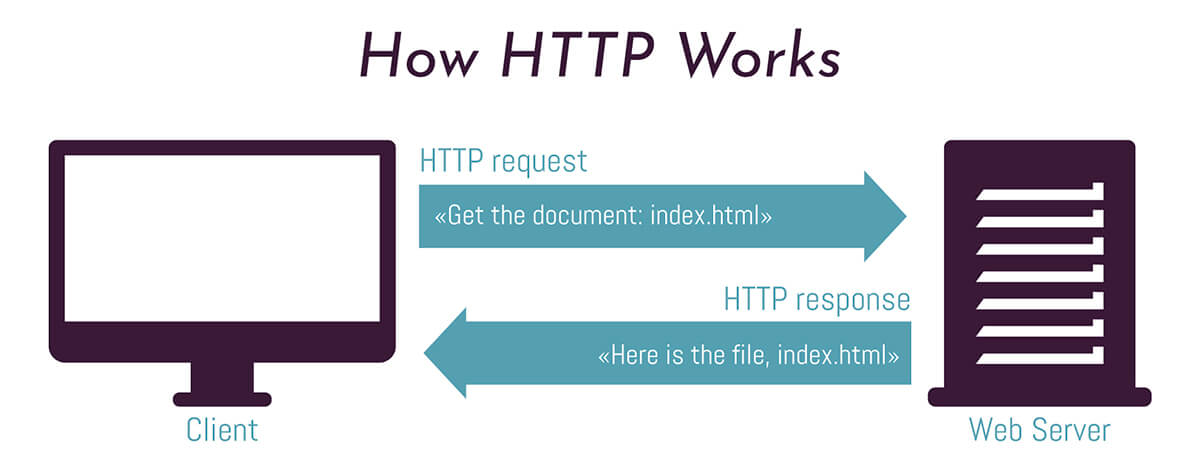 How HTTP Works
HTTP request
«Get the document: index.html»
HTTP response
«Here is the file, index.html»
Client
Web Server